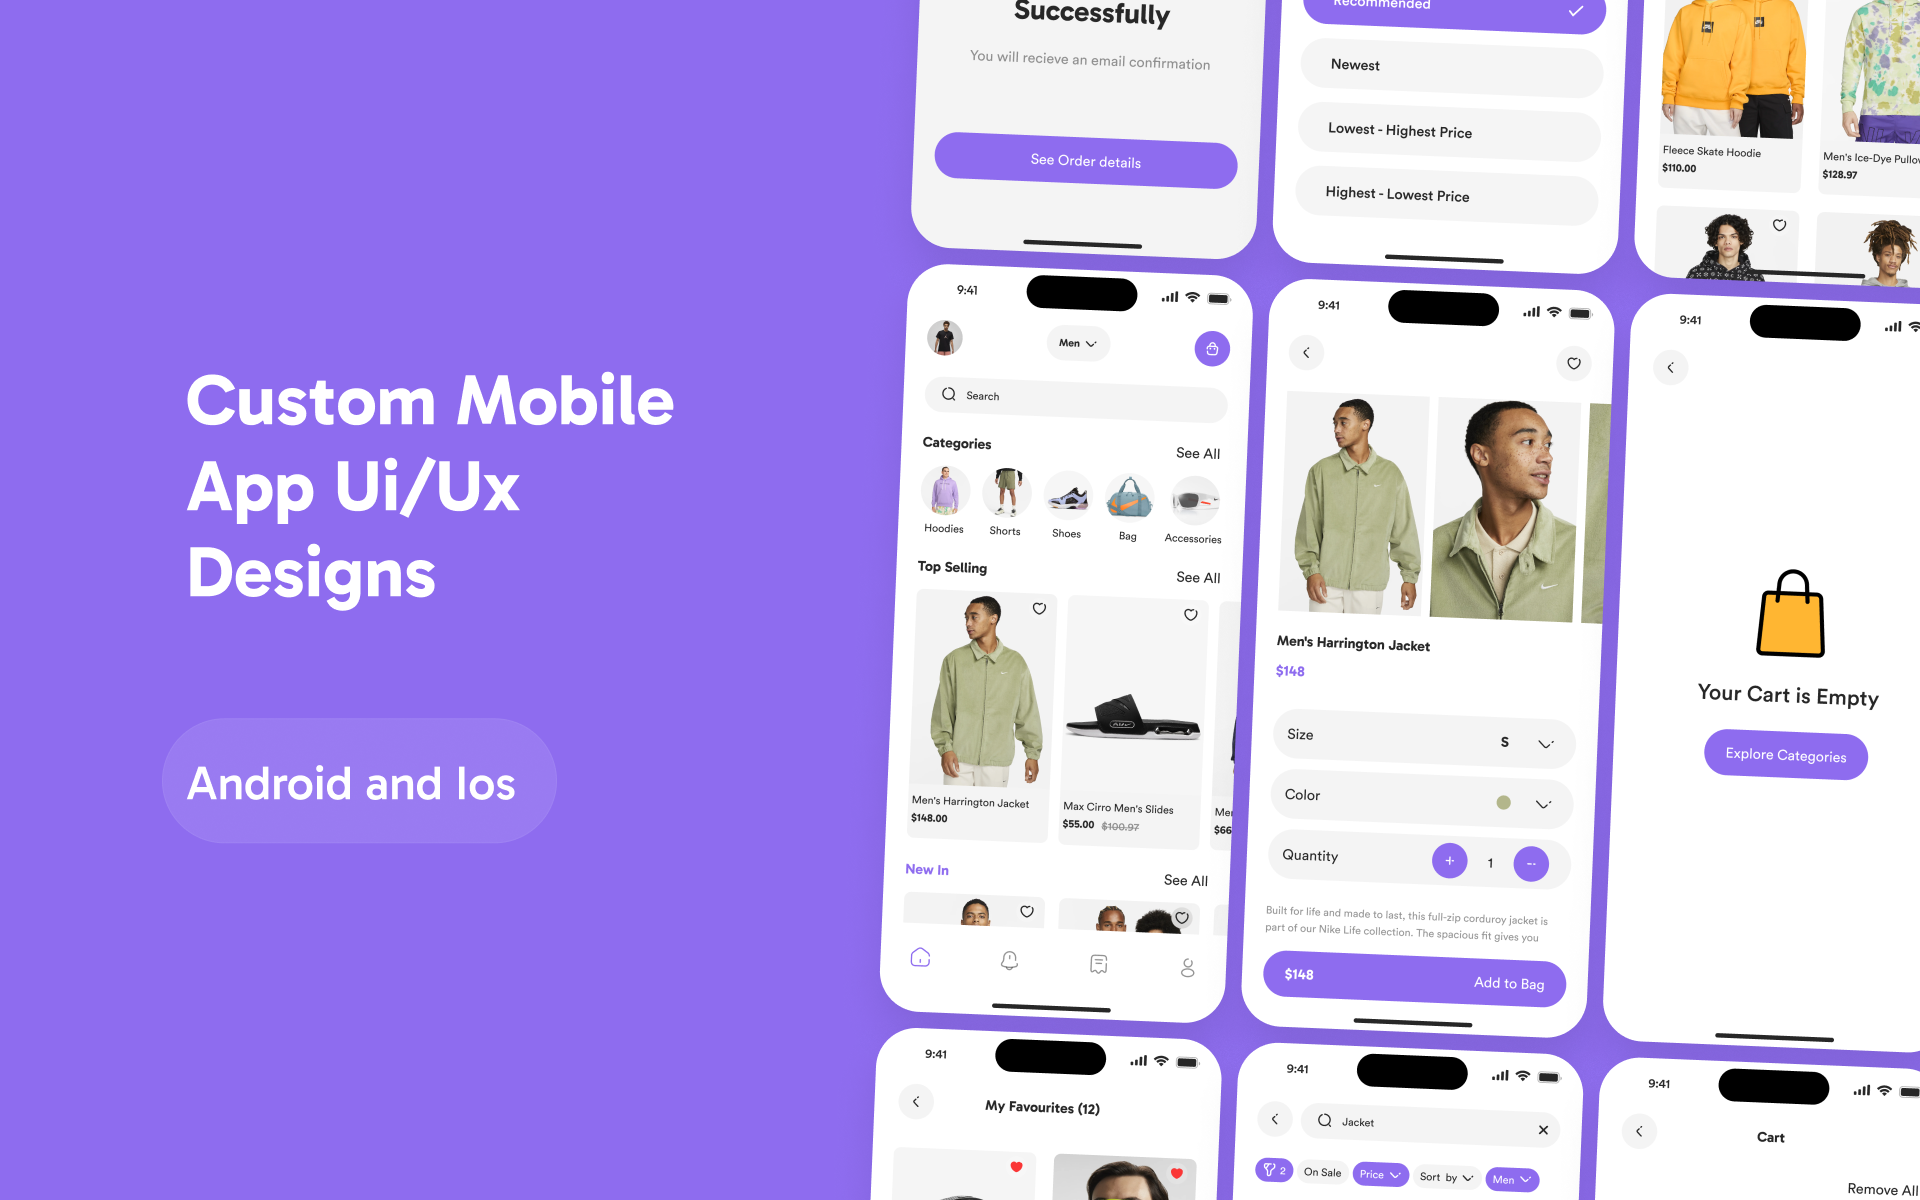 Custom Mobile
App Ui/Ux
Designs
Android and Ios
Successfully
You will recieve an email confirmation
See Order details
Recommended
Newest
Lowest - Highest Price
Highest - Lowest Price
Fleece Skate Hoodie
$110.00
Men's Ice-Dye
$128.97
9:41
Men
Search
Categories
See All
Hoodies
Shorts
Shoes
Bag
Accessories
Top Selling
See All
Men's Harrington Jacket
$148.00
Max Cirro Men's Slides
$55.00 $100.97
$66
New In
See All
9:41
Men's Harrington Jacket
$148
Size
S
Color
Quantity
+ 1 -
Built for life and made to last, this full-zip corduroy jacket is
part of our Nike Life collection. The spacious fit gives you
$148
Add to Bag
9:41
Your Cart is Empty
Explore Categories
9:41
My Favourites (12)
9:41
Jacket
2
On Sale
Price
Sort by
Men
9:41
Cart
Remove All